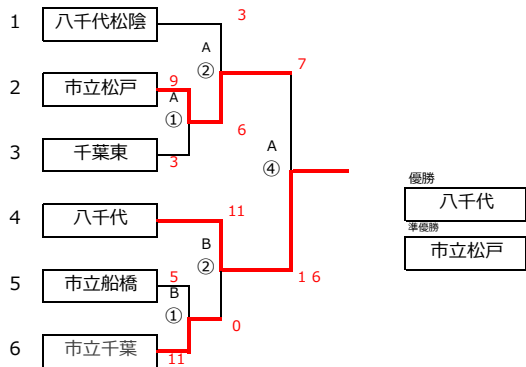 1 八千代松陰 3
A
②
7
2 市立松戸 9
A
①
6
3 千葉東 3
A
④
優勝
八千代
準優勝
市立松戸
4 八千代 11
B
②
16
5 市立船橋 5
B
①
0
6 市立千葉 11